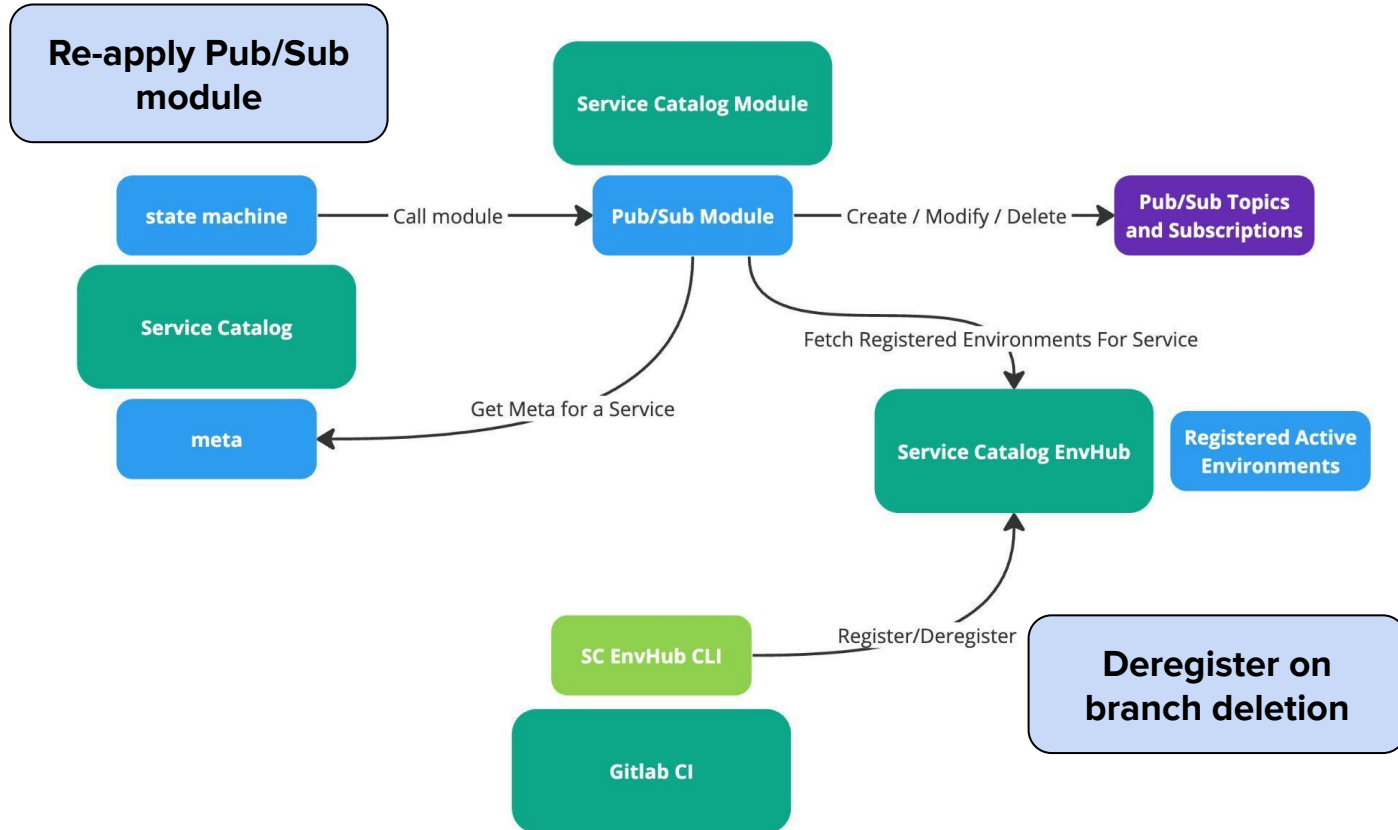 Re-apply Pub/Sub
module
Service Catalog Module
state machine
Call module
Pub/Sub Module
Create / Modify / Delete
Pub/Sub Topics
and Subscriptions
Service Catalog
Fetch Registered Environments For Service
Get Meta for a Service
meta
Service Catalog EnvHub
Registered Active
Environments
SC EnvHub CLI
Register/Deregister
Deregister on
branch deletion
Gitlab CI